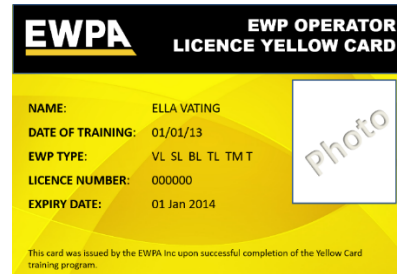 EWPA
EWP OPERATOR
LICENCE YELLOW CARD
NAME: ELLA VATING
DATE OF TRAINING: 01/01/13
EWP TYPE: VL SL BL TL TM T
LICENCE NUMBER: 000000
EXPIRY DATE: 01 Jan 2014
Photo
This card was issued by the EWPA Inc upon successful completion of the Yellow Card
training program.